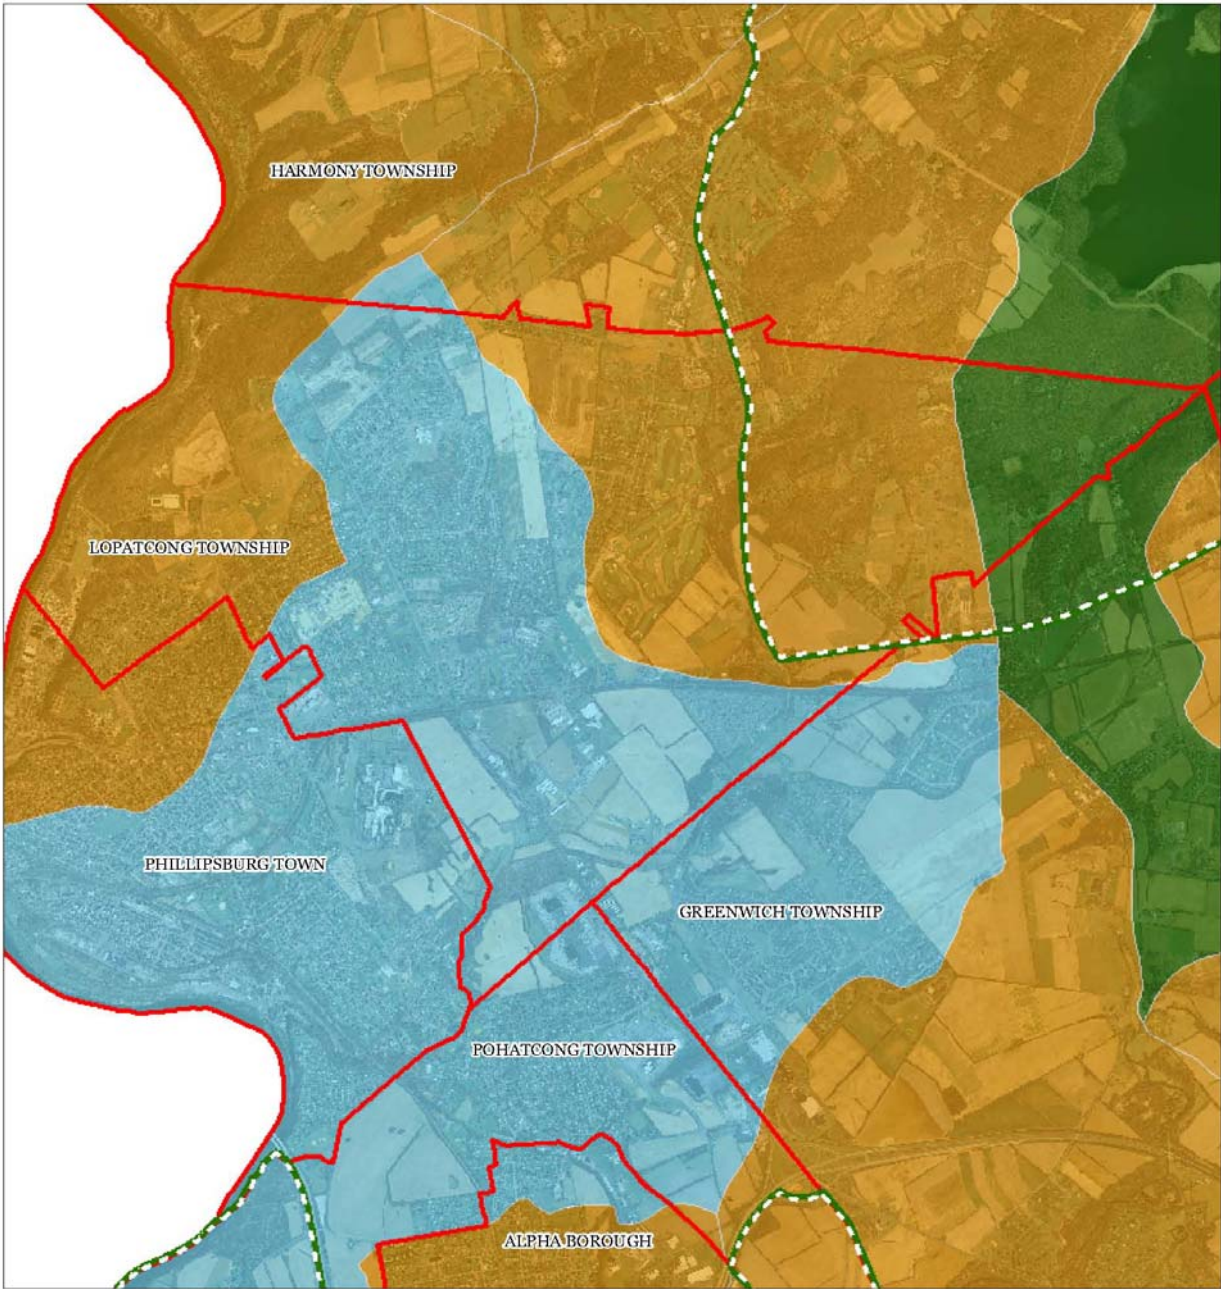 HARMONY TOWNSHIP
LOPATCONG TOWNSHIP
PHILLIPSBURG TOWN
GREENWICH TOWNSHIP
POHATCONG TOWNSHIP
ALPHA BOROUGH